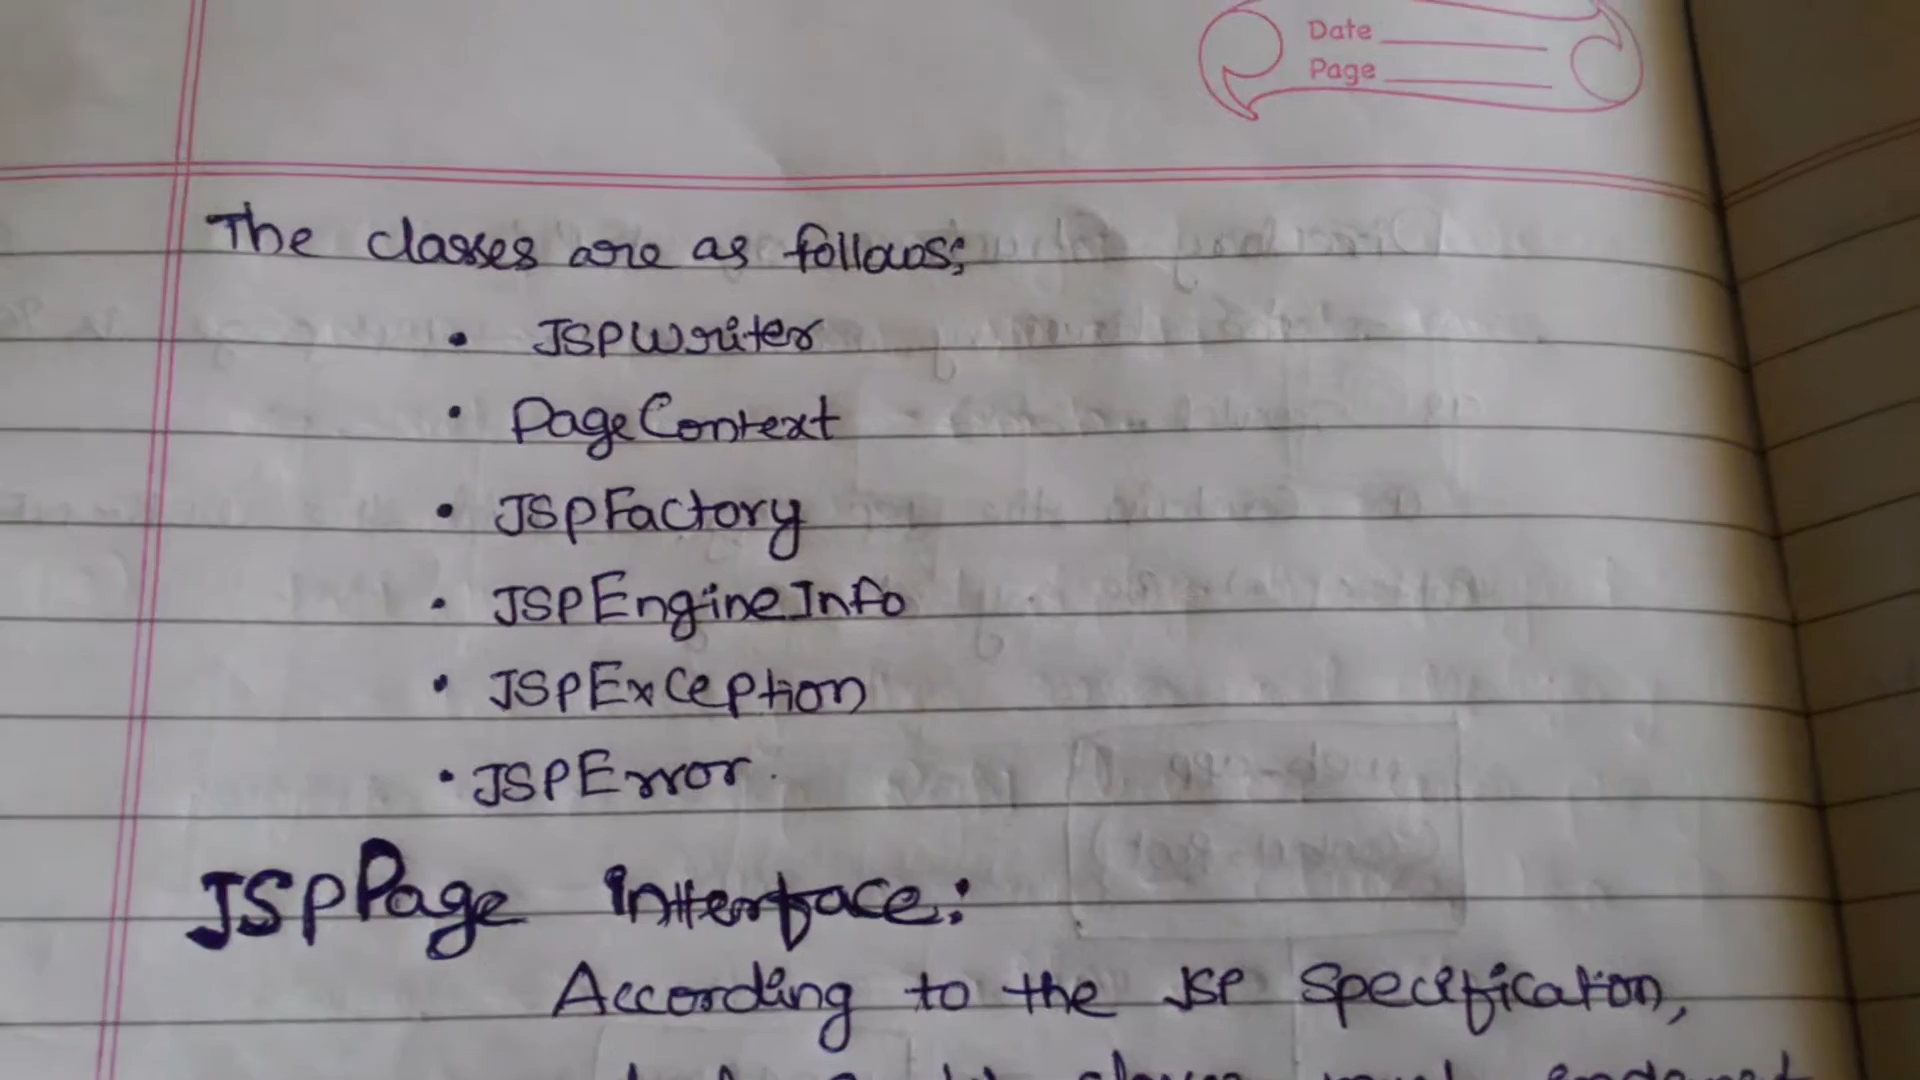 Date
Page
The classes are as follows:
• JSPWriter
• PageContext
• JSPFactory
• JSPEngineInfo
• JSPException
• JSPError.
JSPPage interface:
According to the JSP Specification,